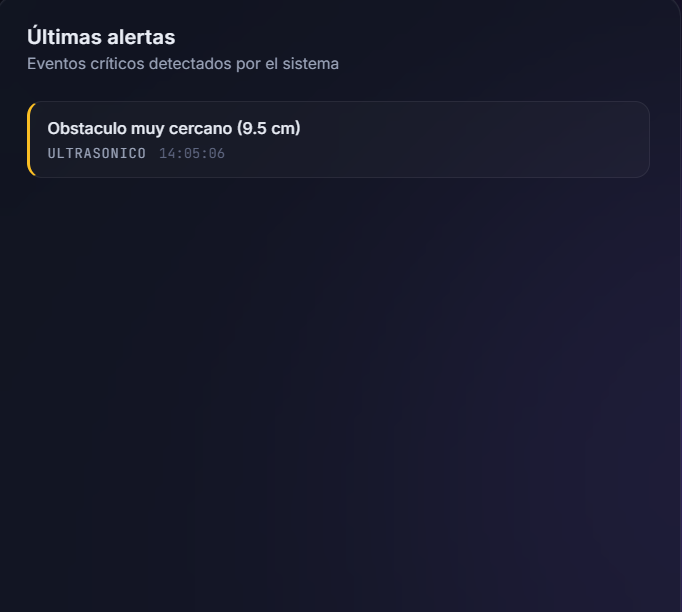 Últimas alertas
Eventos críticos detectados por el sistema
Obstaculo muy cercano (9.5 cm)
ULTRASONICO 14:05:06